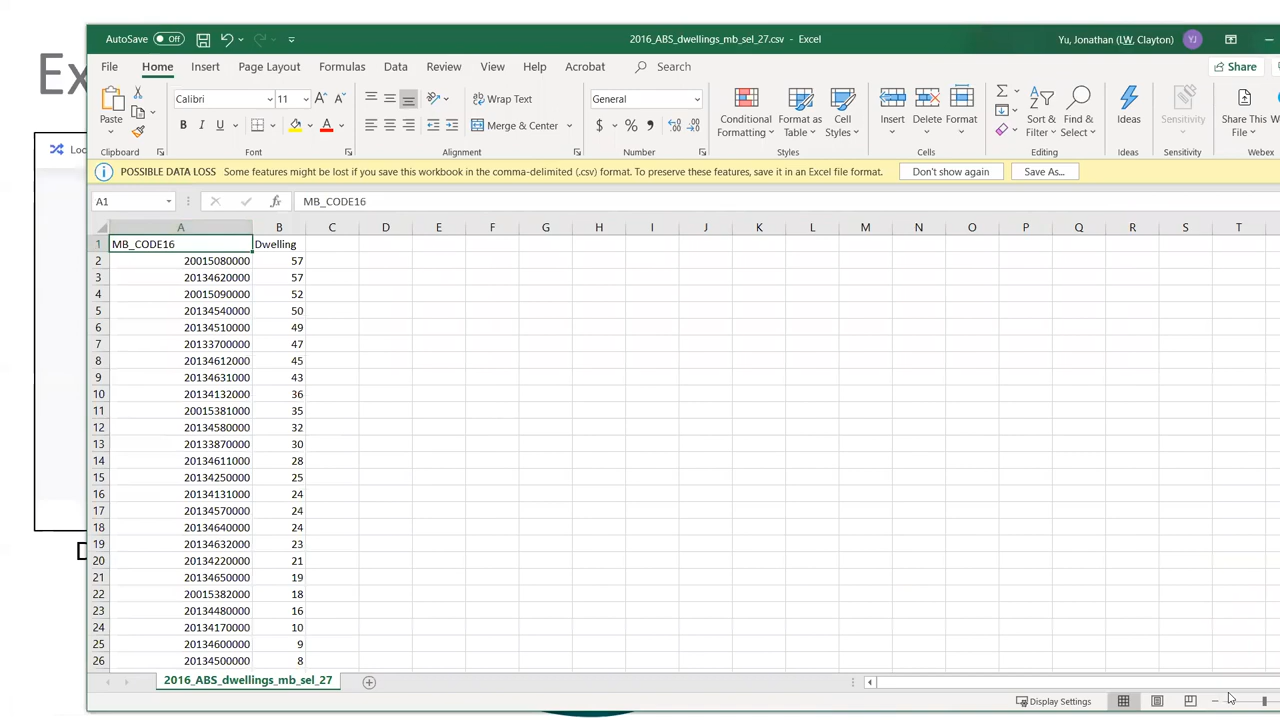 Ex
Loc
D
AutoSave Off 2016_ABS_dwellings_mb_sel_27.csv - Excel Yu, Jonathan (L&W, Clayton) YJ
File Home Insert Page Layout Formulas Data Review View Help Acrobat Search Share
Paste Calibri 11 A A Wrap Text General Conditional Formatting Format as Table Cell Styles Insert Delete Format Sort & Filter Find & Select Ideas Sensitivity Share This File
B I U A Merge & Center $ % ,
Clipboard Font Alignment Number Styles Cells Editing Ideas Sensitivity Webex
POSSIBLE DATA LOSS Some features might be lost if you save this workbook in the comma-delimited (.csv) format. To preserve these features, save it in an Excel file format. Don't show again Save As...
A1 fx MB_CODE16
A B C D E F G H I J K L M N O P Q R S T
1 MB_CODE16 Dwelling
2 20015080000 57
3 20134620000 57
4 20015090000 52
5 20134540000 50
6 20134510000 49
7 20133700000 47
8 20134612000 45
9 20134631000 43
10 20134132000 36
11 20015381000 35
12 20134580000 32
13 20133870000 30
14 20134611000 28
15 20134250000 25
16 20134131000 24
17 20134570000 24
18 20134640000 24
19 20134632000 23
20 20134220000 21
21 20134650000 19
22 20015382000 18
23 20134480000 16
24 20134170000 10
25 20134600000 9
26 20134500000 8
2016_ABS_dwellings_mb_sel_27
Display Settings